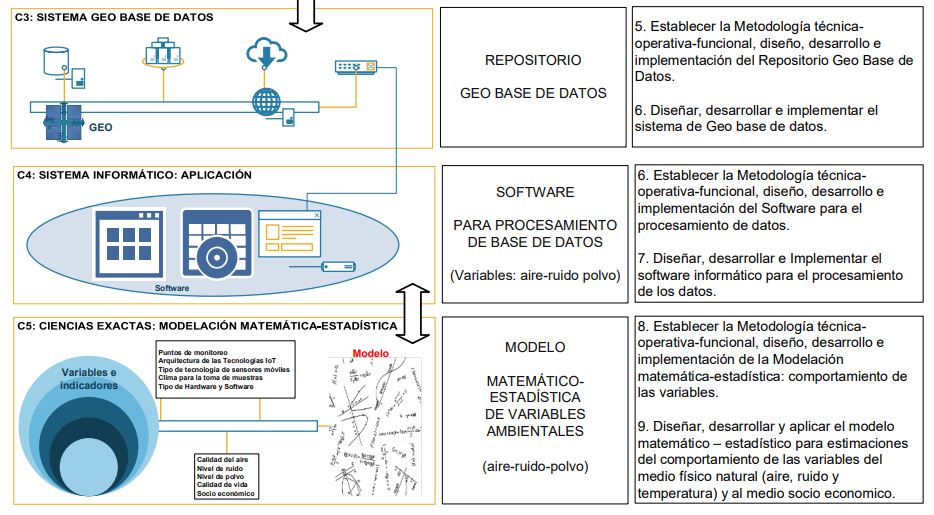 C3: SISTEMA GEO BASE DE DATOS
GEO
REPOSITORIO
GEO BASE DE DATOS
5. Establecer la Metodología técnica-
operativa-funcional, diseño, desarrollo e
implementación del Repositorio Geo Base de
Datos.
6. Diseñar, desarrollar e implementar el
sistema de Geo base de datos.
C4: SISTEMA INFORMÁTICO: APLICACIÓN
Software
SOFTWARE
PARA PROCESAMIENTO
DE BASE DE DATOS
(Variables: aire-ruido polvo)
6. Establecer la Metodología técnica-
operativa-funcional, diseño, desarrollo e
implementación del Software para el
procesamiento de datos.
7. Diseñar, desarrollar e Implementar el
software informático para el procesamiento
de los datos.
C5: CIENCIAS EXACTAS: MODELACIÓN MATEMÁTICA-ESTADÍSTICA
Variables e
Indicadores
Puntos de monitoreo
Arquitectura de las Tecnologías IoT
Tipo de tecnología de sensores móviles
Clima para la toma de muestras
Tipo de Hardware y Software
Calidad del aire
Nivel de ruido
Nivel de polvo
Calidad de vida
Socio económico
Modelo
MODELO
MATEMÁTICO-
ESTADÍSTICA
DE VARIABLES
AMBIENTALES
(aire-ruido-polvo)
8. Establecer la Metodología técnica-
operativa-funcional, diseño, desarrollo e
implementación de la Modelación
matemática-estadística: comportamiento de
las variables.
9. Diseñar, desarrollar y aplicar el modelo
matemático – estadístico para estimaciones
del comportamiento de las variables del
medio físico natural (aire, ruido y
temperatura) y al medio socio economico.